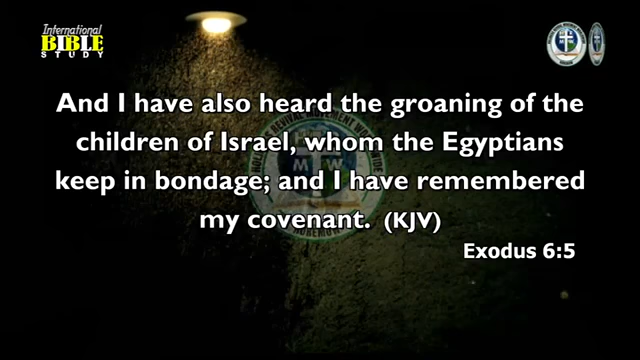 International
BIBLE
STUDY
And I have also heard the groaning of the
children of Israel, whom the Egyptians
keep in bondage; and I have remembered
my covenant. (KJV)
Exodus 6:5